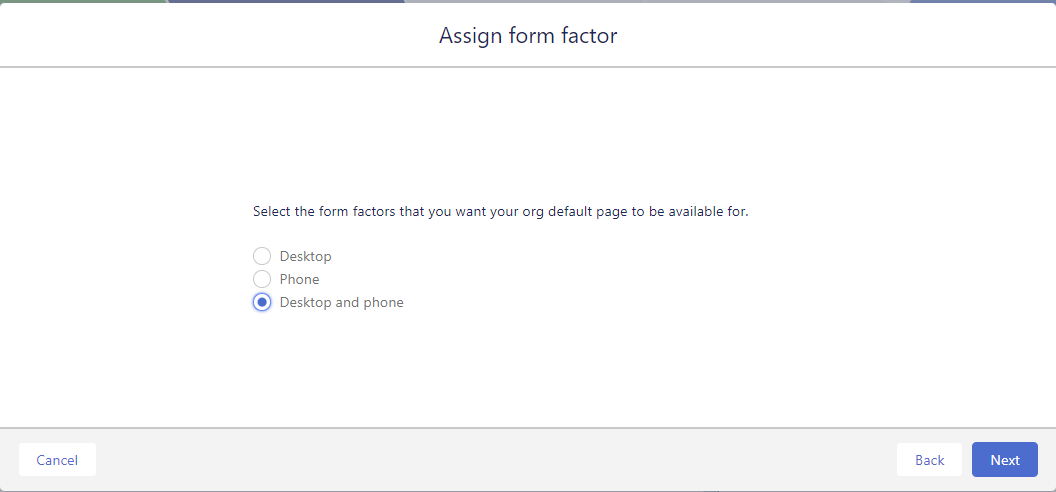 Assign form factor
Select the form factors that you want your org default page to be available for.
Desktop
Phone
Desktop and phone
Cancel
Back
Next